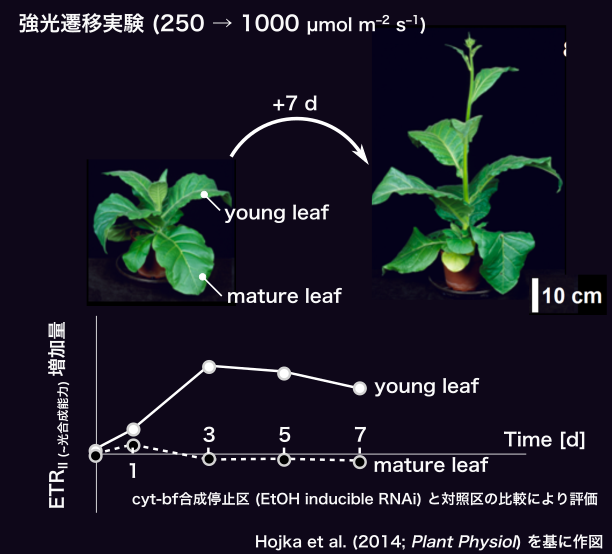 強光遷移実験 (250 → 1000 μmol m⁻² s⁻¹)
+7 d
young leaf
mature leaf
10 cm
ETR_II (~光合成能力) 増加量
young leaf
3 5 7
Time [d]
1
mature leaf
cyt-bf合成停止区 (EtOH inducible RNAi) と対照区の比較により評価
Hojka et al. (2014; Plant Physiol) を基に作図